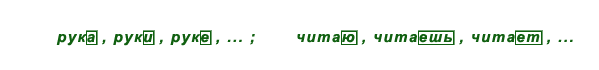 рука , руки , руке , ... ; читаю , читаешь , читает , ...